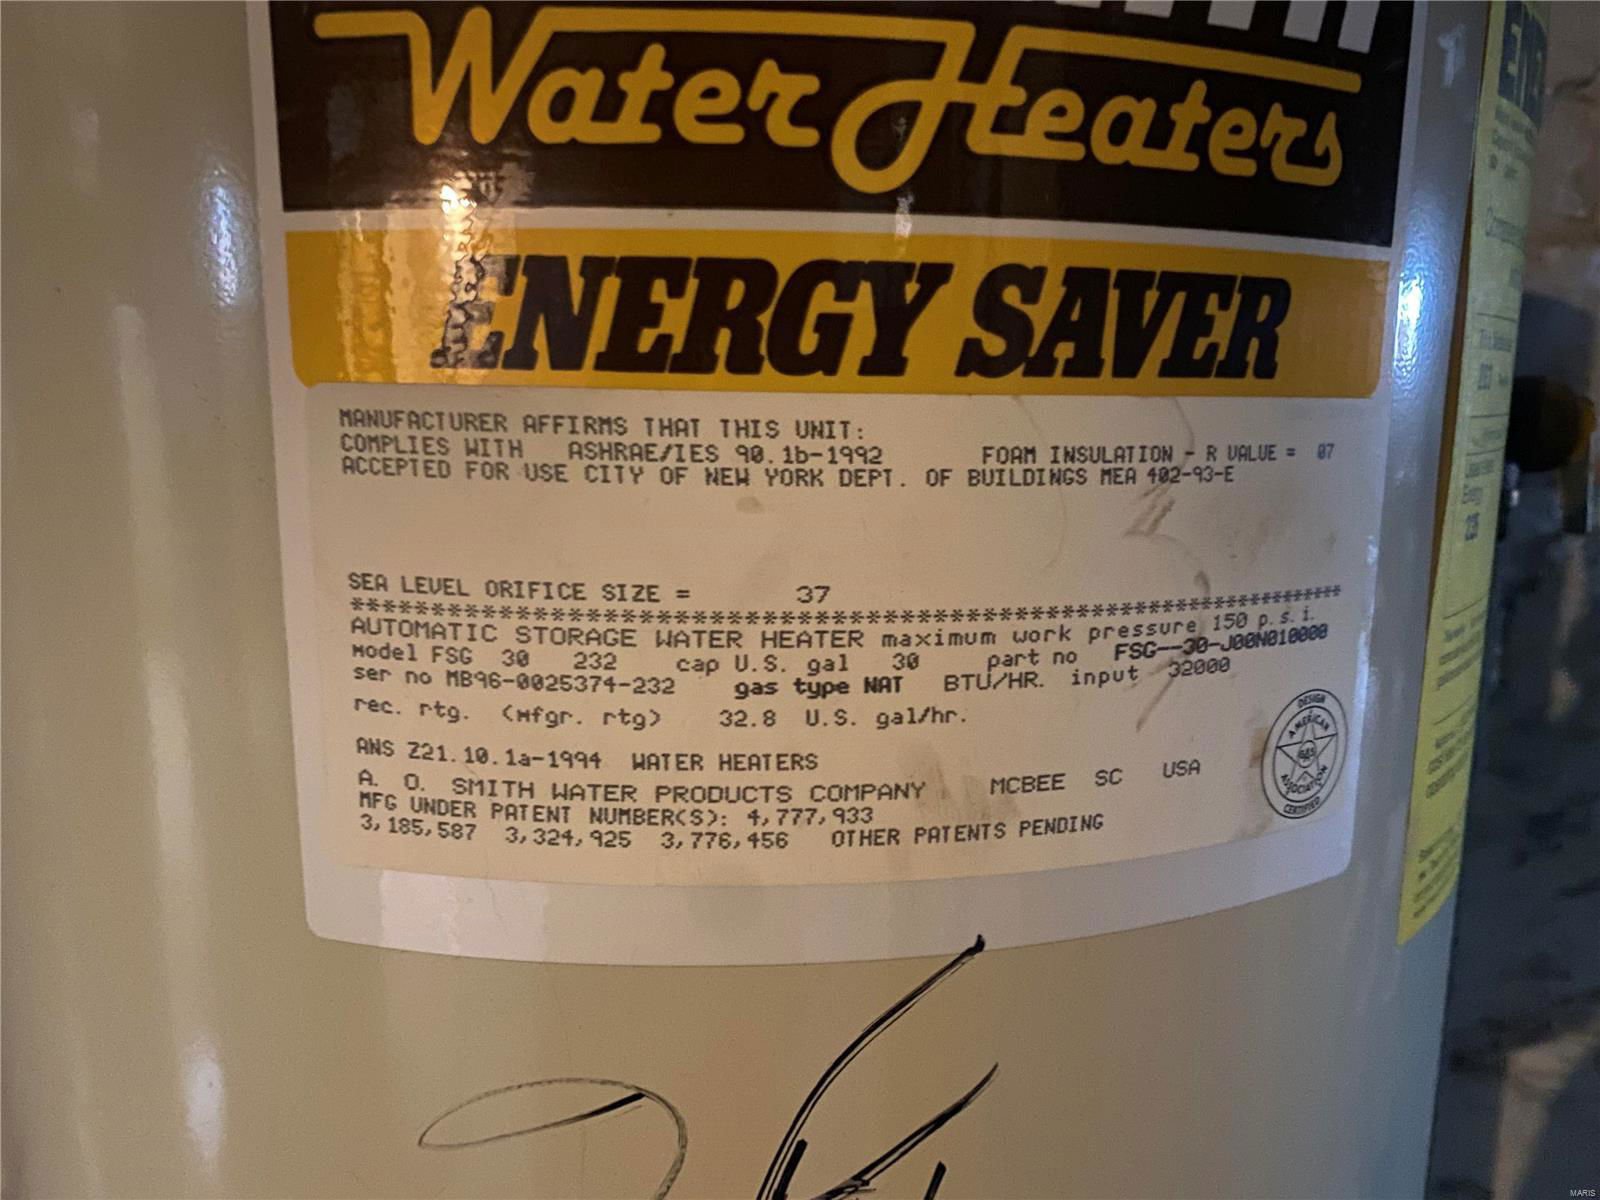 Water Heaters
ENERGY SAVER
MANUFACTURER AFFIRMS THAT THIS UNIT:
COMPLIES WITH ASHRAE/IES 90.1b-1992 FOAM INSULATION - R VALUE = 07
ACCEPTED FOR USE CITY OF NEW YORK DEPT. OF BUILDINGS MEA 402-93-E
SEA LEVEL ORIFICE SIZE = 37
AUTOMATIC STORAGE WATER HEATER maximum work pressure 150 p.s.i.
Model FSG 30 232 cap U.S. gal 30 part no FSG--30-J00N010000
ser no MB96-0025374-232 gas type NAT BTU/HR. input 32000
rec. rtg. (Mfgr. rtg) 32.8 U.S. gal/hr.
ANS Z21.10.1a-1994 WATER HEATERS
A. O. SMITH WATER PRODUCTS COMPANY MCBEE SC USA
MFG UNDER PATENT NUMBER(S): 4,777,933
3,185,587 3,324,925 3,776,456 OTHER PATENTS PENDING
DESIGN
AMERICAN
GAS
ASSOCIATION
CERTIFIED
Energy
MARIS